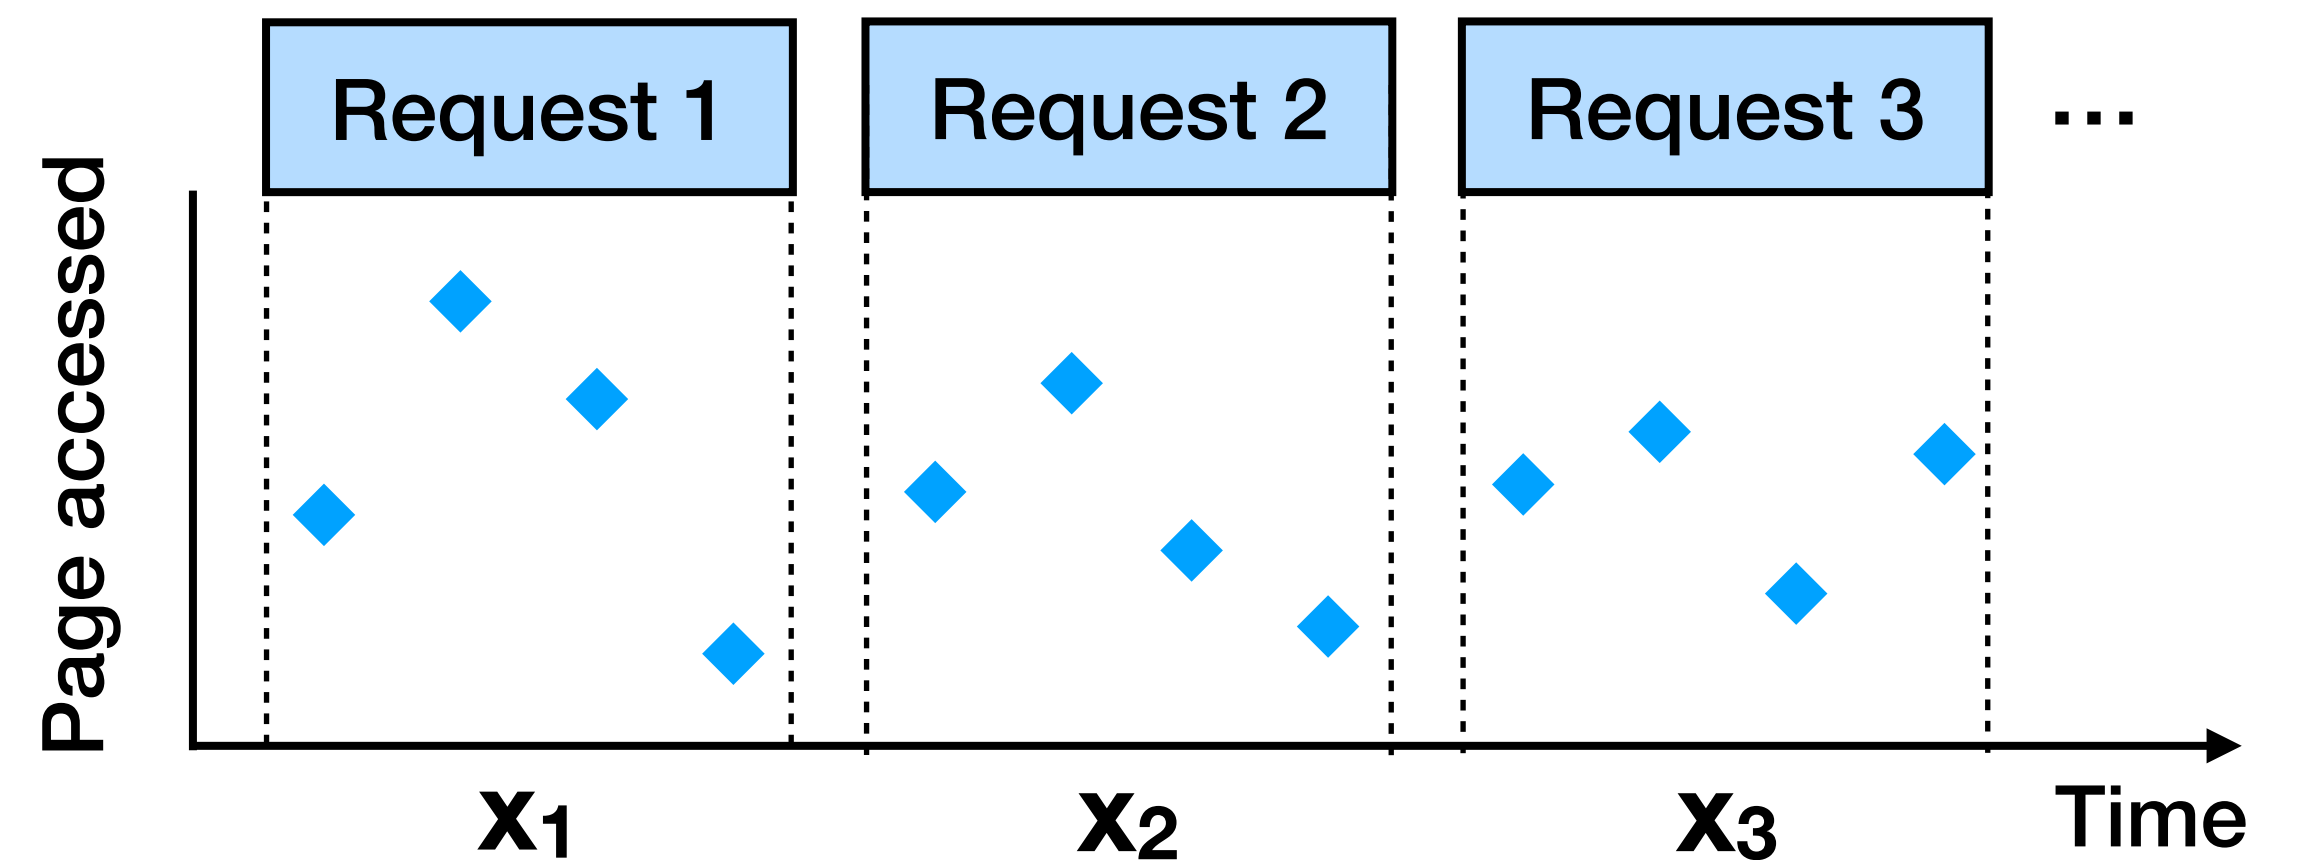 Request 1
Request 2
Request 3
...
Page accessed
x1
x2
x3
Time